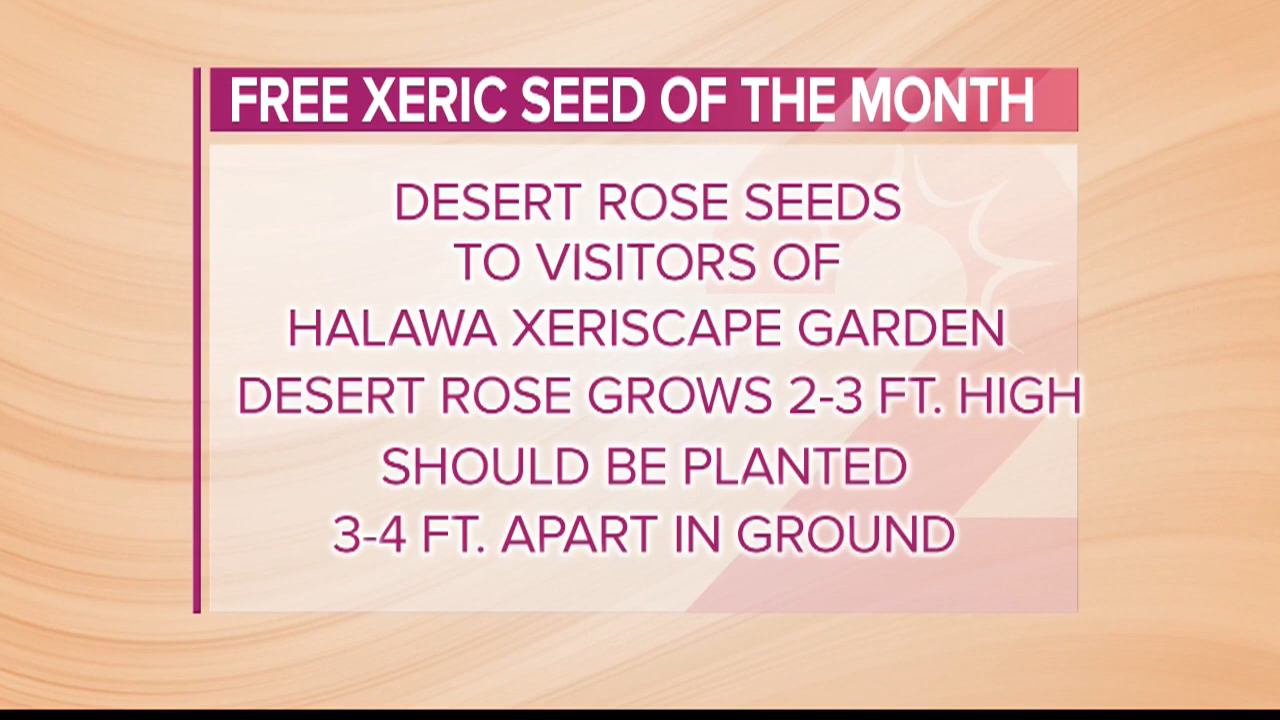 FREE XERIC SEED OF THE MONTH
DESERT ROSE SEEDS
TO VISITORS OF
HALAWA XERISCAPE GARDEN
DESERT ROSE GROWS 2-3 FT. HIGH
SHOULD BE PLANTED
3-4 FT. APART IN GROUND